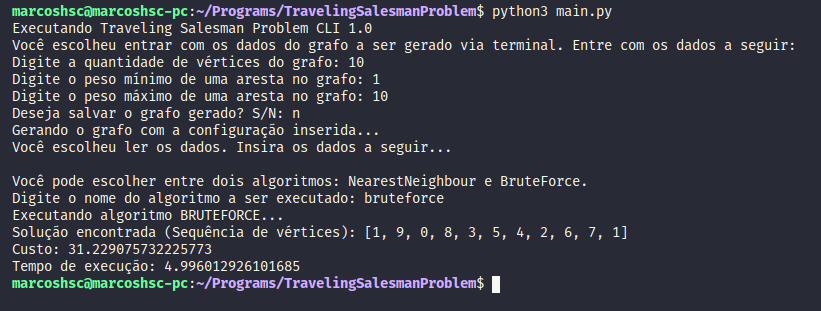 marcoshsc@marcoshsc-pc:~/Programs/TravelingSalesmanProblem$ python3 main.py
Executando Traveling Salesman Problem CLI 1.0
Você escolheu entrar com os dados do grafo a ser gerado via terminal. Entre com os dados a seguir:
Digite a quantidade de vértices do grafo: 10
Digite o peso mínimo de uma aresta no grafo: 1
Digite o peso máximo de uma aresta no grafo: 10
Deseja salvar o grafo gerado? S/N: n
Gerando o grafo com a configuração inserida...
Você escolheu ler os dados. Insira os dados a seguir...

Você pode escolher entre dois algoritmos: NearestNeighbour e BruteForce.
Digite o nome do algoritmo a ser executado: bruteforce
Executando algoritmo BRUTEFORCE...
Solução encontrada (Sequência de vértices): [1, 9, 0, 8, 3, 5, 4, 2, 6, 7, 1]
Custo: 31.229075732225773
Tempo de execução: 4.996012926101685
marcoshsc@marcoshsc-pc:~/Programs/TravelingSalesmanProblem$